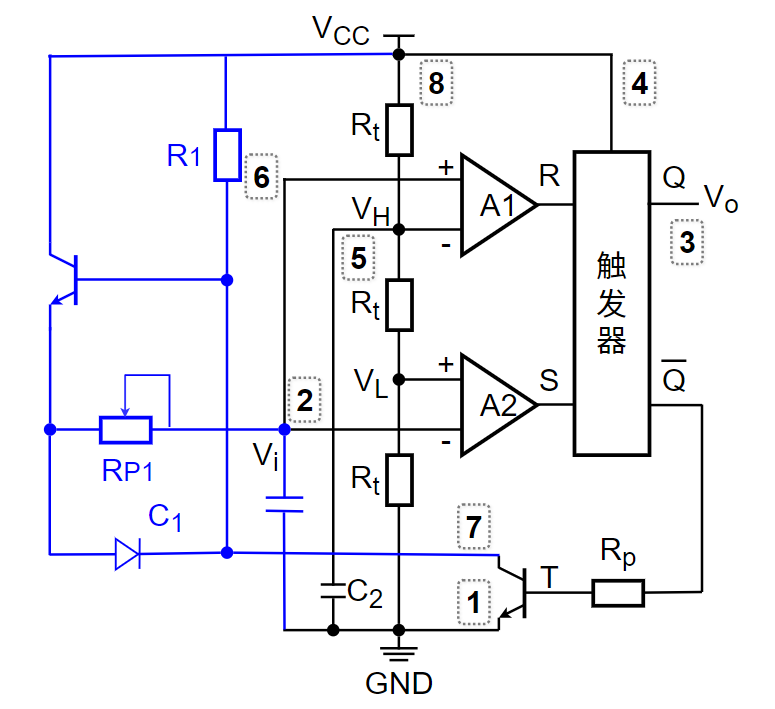 VCC
8
4
Rt
R1
6
+
A1
R
Q
Vo
VH
-
3
5
触
发
器
Rt
+
S
Q̅
VL
A2
2
-
Vi
RP1
Rt
C1
7
Rp
T
C2
1
GND